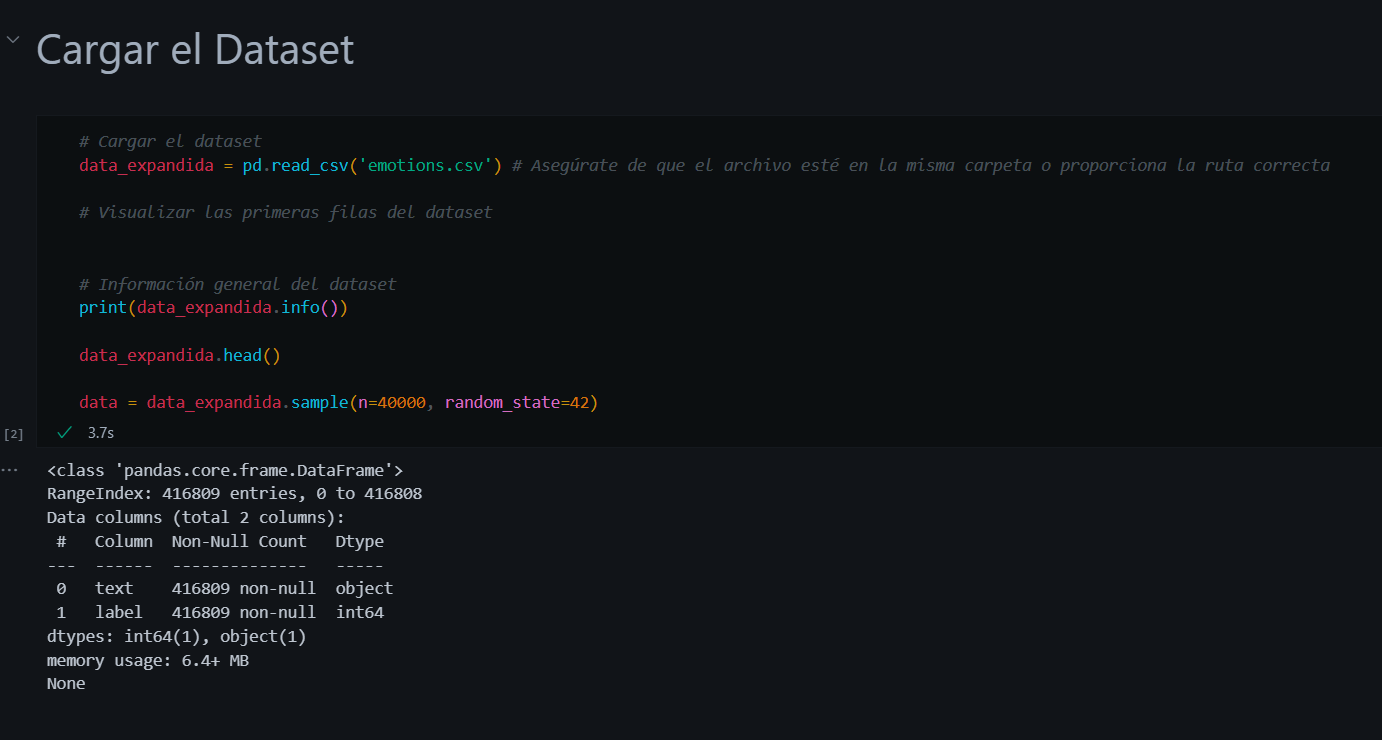 Cargar el Dataset
# Cargar el dataset
data_expandida = pd.read_csv('emotions.csv') # Asegúrate de que el archivo esté en la misma carpeta o proporciona la ruta correcta
# Visualizar las primeras filas del dataset
# Información general del dataset
print(data_expandida.info())
data_expandida.head()
data = data_expandida.sample(n=40000, random_state=42)
[2]
3.7s
...
<class 'pandas.core.frame.DataFrame'>
RangeIndex: 416809 entries, 0 to 416808
Data columns (total 2 columns):
 #   Column  Non-Null Count   Dtype
---  ------  --------------   -----
 0   text    416809 non-null  object
 1   label   416809 non-null  int64
dtypes: int64(1), object(1)
memory usage: 6.4+ MB
None